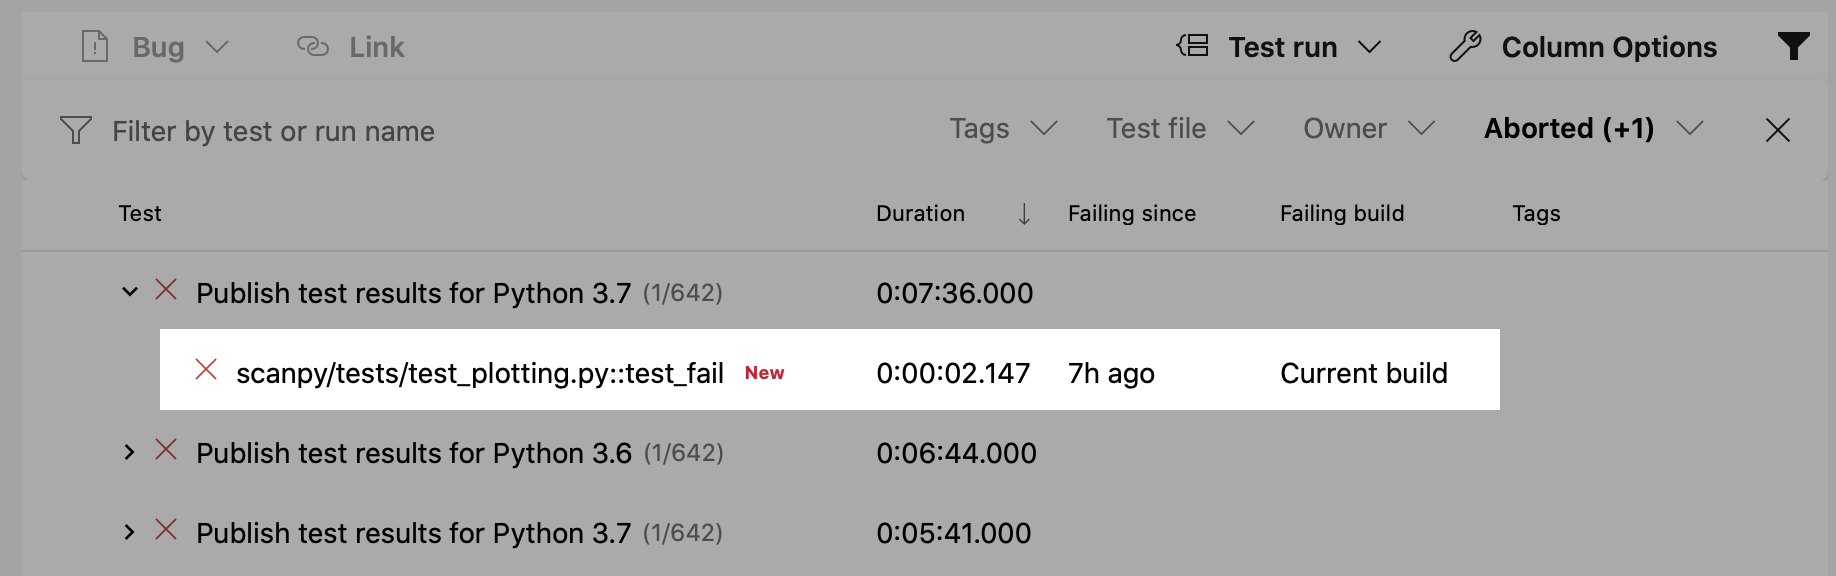 Bug Link Test run Column Options
Filter by test or run name Tags Test file Owner Aborted (+1)
Test Duration Failing since Failing build Tags
Publish test results for Python 3.7 (1/642) 0:07:36.000
scanpy/tests/test_plotting.py::test_fail New 0:00:02.147 7h ago Current build
Publish test results for Python 3.6 (1/642) 0:06:44.000
Publish test results for Python 3.7 (1/642) 0:05:41.000